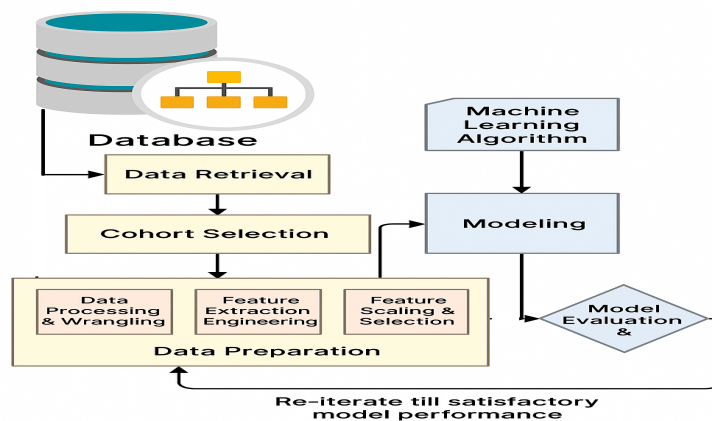 Database
Data Retrieval
Cohort Selection
Data
Processing
& Wrangling
Feature
Extraction
Engineering
Feature
Scaling &
Selection
Data Preparation
Machine
Learning
Algorithm
Modeling
Model
Evaluation
&
Re-iterate till satisfactory
model performance